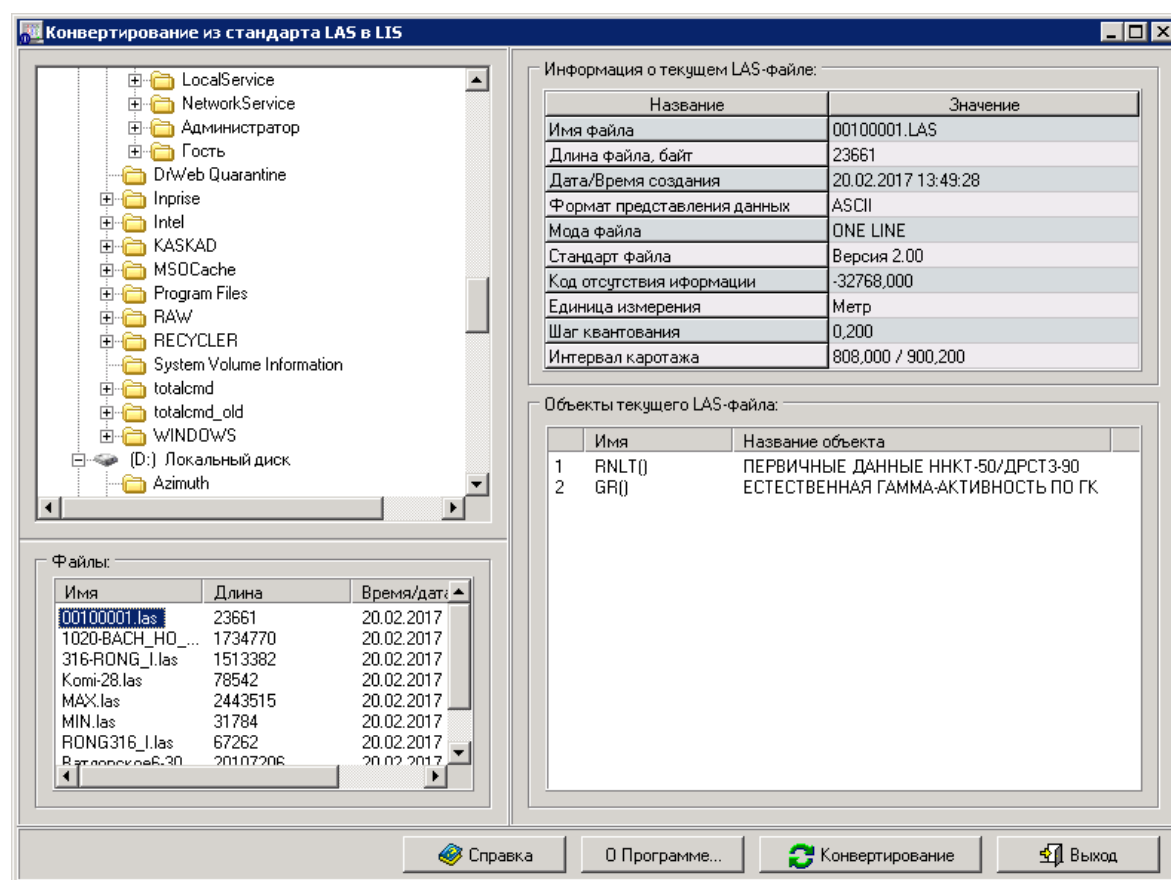 Конвертирование из стандарта LAS в LIS
LocalService
NetworkService
Администратор
Гость
DrWeb Quarantine
Inprise
Intel
KASKAD
MSOCache
Program Files
RAW
RECYCLER
System Volume Information
totalcmd
totalcmd_old
WINDOWS
(D:) Локальный диск
Azimuth
Файлы:
Имя Длина Время/дата
00100001.las 23661 20.02.2017
1020-BACH_HO_... 1734770 20.02.2017
316-RONG_I.las 1513382 20.02.2017
Komi-28.las 78542 20.02.2017
MAX.las 2443515 20.02.2017
MIN.las 31784 20.02.2017
RONG316_I.las 67262 20.02.2017
20107206 20.02.2017
Информация о текущем LAS-файле:
Название Значение
Имя файла 00100001.LAS
Длина файла, байт 23661
Дата/Время создания 20.02.2017 13:49:28
Формат представления данных ASCII
Мода файла ONE LINE
Стандарт файла Версия 2.00
Код отсутствия иформации -32768,000
Единица измерения Метр
Шаг квантования 0,200
Интервал каротажа 808,000 / 900,200
Объекты текущего LAS-файла:
Имя Название объекта
1 RNLT() ПЕРВИЧНЫЕ ДАННЫЕ ННКТ-50/ДРСТ3-90
2 GR() ЕСТЕСТВЕННАЯ ГАММА-АКТИВНОСТЬ ПО ГК
Справка
О Программе...
Конвертирование
Выход